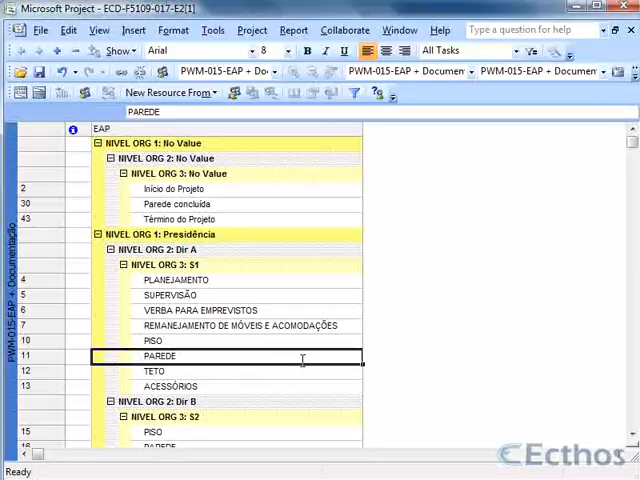 Microsoft Project - ECD-F5109-017-E2[1]
File Edit View Insert Format Tools Project Report Collaborate Window Help Type a question for help
Show Arial 8 B I U All Tasks
PWM-015-EAP + Doc PWM-015-EAP + Documen PWM-015-EAP + Documen
New Resource From
PAREDE
EAP
NIVEL ORG 1: No Value
NIVEL ORG 2: No Value
NIVEL ORG 3: No Value
2 Início do Projeto
30 Parede concluída
43 Término do Projeto
NIVEL ORG 1: Presidência
NIVEL ORG 2: Dir A
NIVEL ORG 3: S1
4 PLANEJAMENTO
5 SUPERVISÃO
6 VERBA PARA EMPREVISTOS
7 REMANEJAMENTO DE MÓVEIS E ACOMODAÇÕES
10 PISO
11 PAREDE
12 TETO
13 ACESSÓRIOS
NIVEL ORG 2: Dir B
NIVEL ORG 3: S2
15 PISO
16 PAREDE
PWM-015-EAP + Documentação
Ecthos
Ready